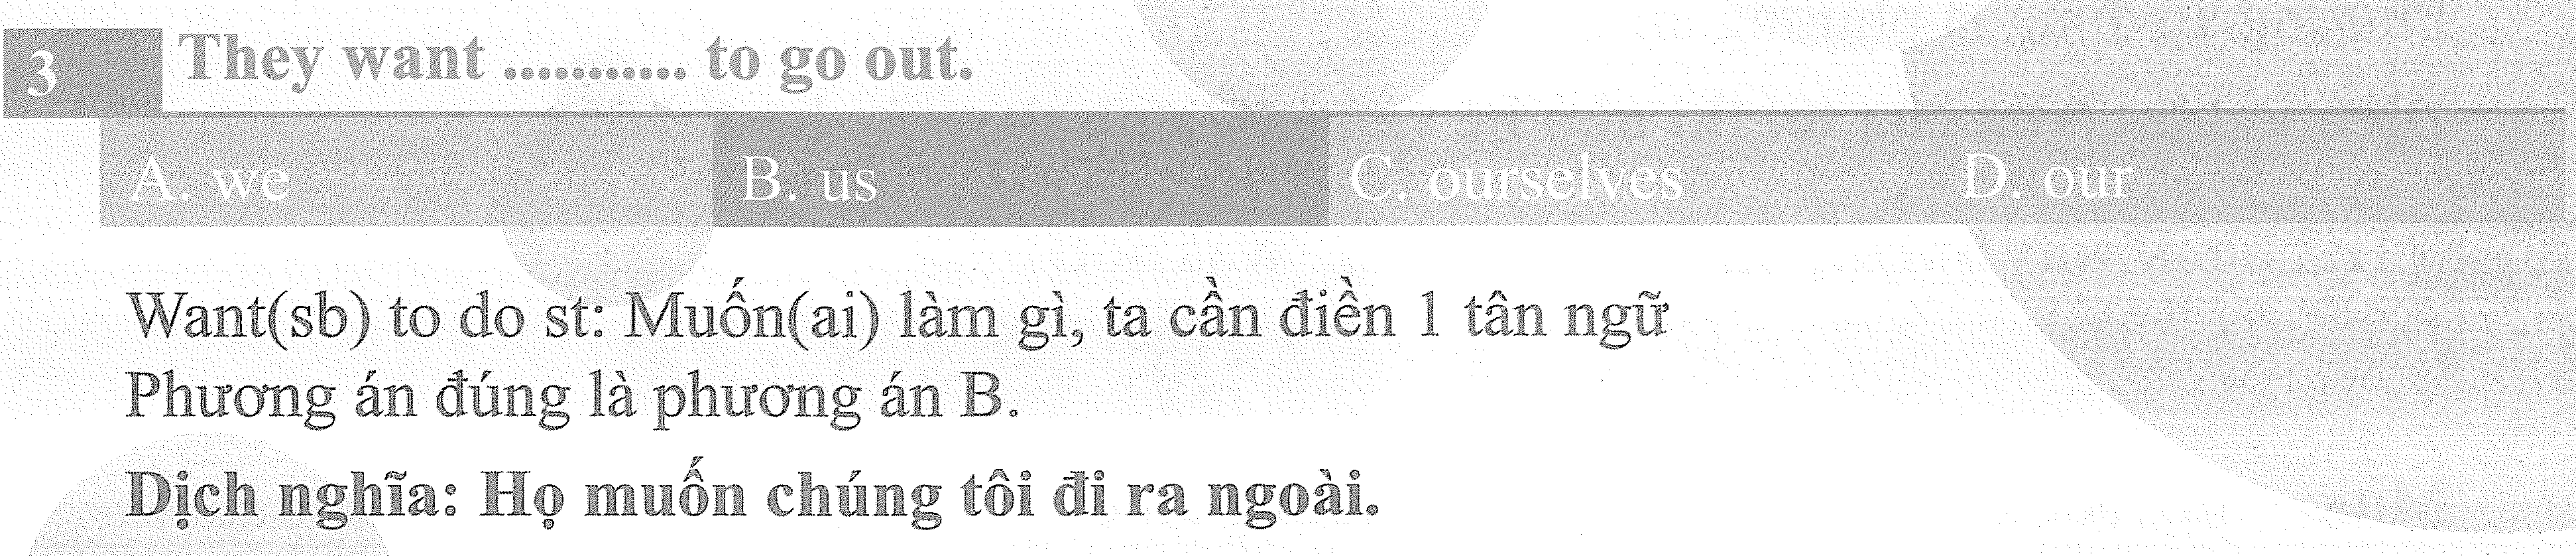 3 They want ........... to go out.
A. we B. us C. ourselves D. our
Want(sb) to do st: Muốn(ai) làm gì, ta cần điền 1 tân ngữ
Phương án đúng là phương án B.
Dịch nghĩa: Họ muốn chúng tôi đi ra ngoài.